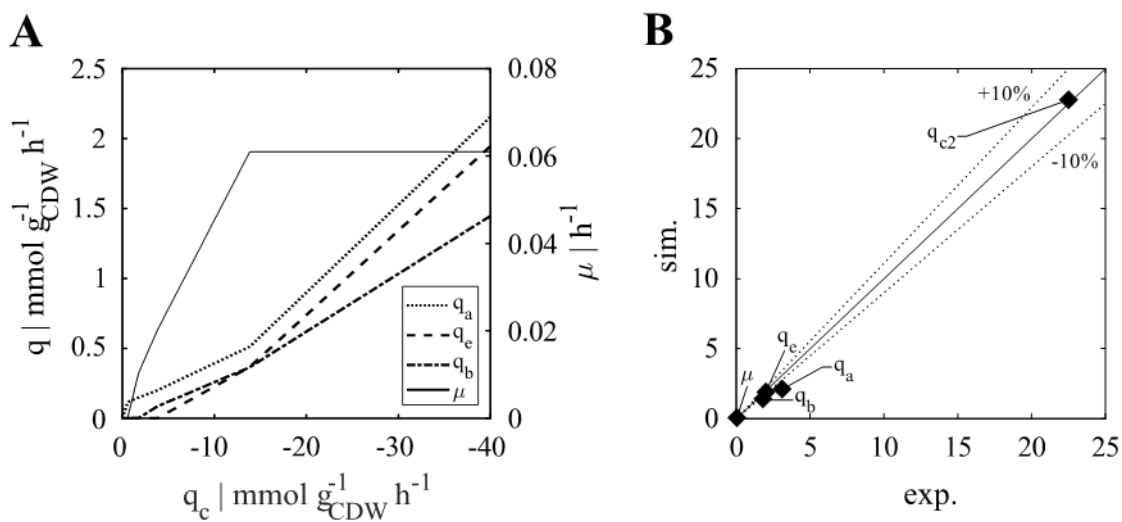 A
B
2.5
2
1.5
1
0.5
0
0.08
0.06
0.04
0.02
0
q | mmol g⁻¹CDW h⁻¹
μ | h⁻¹
qa
qe
qb
μ
0
-10
-20
-30
-40
qc | mmol g⁻¹CDW h⁻¹
25
20
15
10
5
0
sim.
+10%
qc2
-10%
qe
μ
qa
qb
0
5
10
15
20
25
exp.